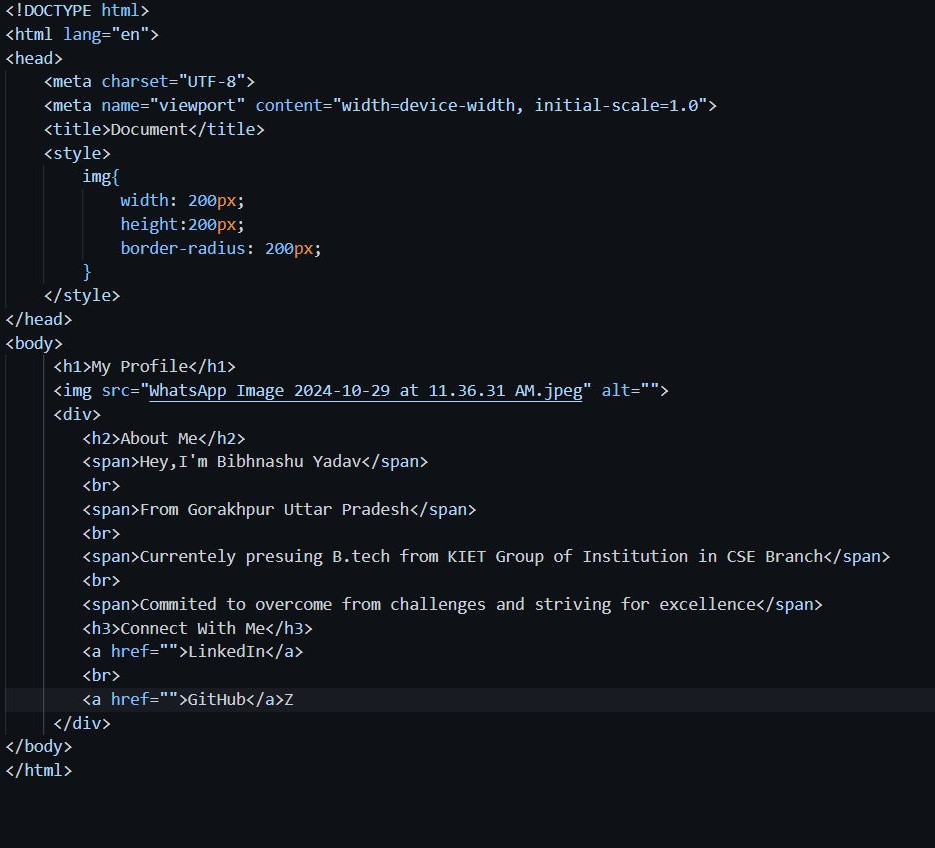 <!DOCTYPE html>
<html lang="en">
<head>
    <meta charset="UTF-8">
    <meta name="viewport" content="width=device-width, initial-scale=1.0">
    <title>Document</title>
    <style>
        img{
            width: 200px;
            height:200px;
            border-radius: 200px;
        }
    </style>
</head>
<body>
     <h1>My Profile</h1>
     <img src="WhatsApp Image 2024-10-29 at 11.36.31 AM.jpeg" alt="">
     <div>
        <h2>About Me</h2>
        <span>Hey,I'm Bibhnashu Yadav</span>
        <br>
        <span>From Gorakhpur Uttar Pradesh</span>
        <br>
        <span>Currentely presuing B.tech from KIET Group of Institution in CSE Branch</span>
        <br>
        <span>Commited to overcome from challenges and striving for excellence</span>
        <h3>Connect With Me</h3>
        <a href="">LinkedIn</a>
        <br>
        <a href="">GitHub</a>Z
     </div>
</body>
</html>